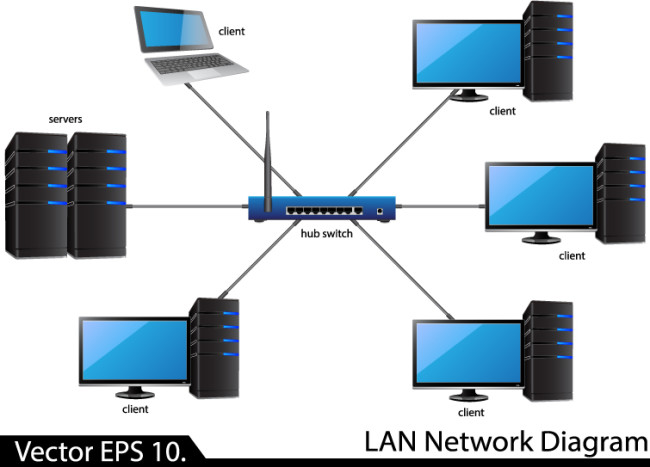 client
client
servers
hub switch
client
client
client
LAN Network Diagram
Vector EPS 10.